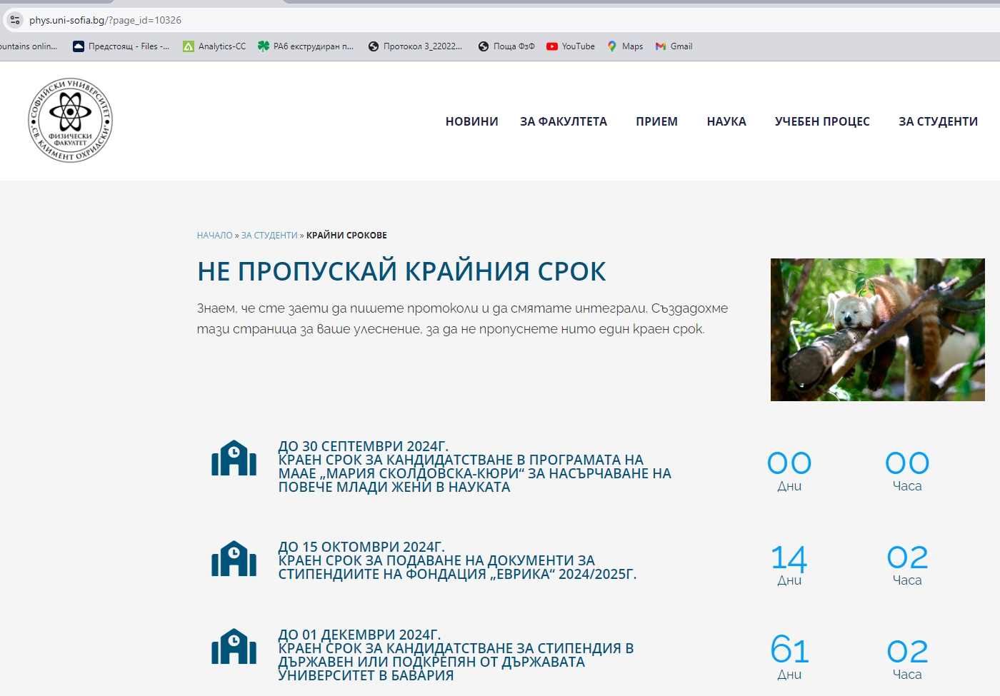 phys.uni-sofia.bg/?page_id=10326
ountains onlin...
Предстоящ - Files -...
Analytics-CC
РА6 екструдиран п...
Протокол 3_22022...
Поща ФзФ
YouTube
Maps
Gmail
СОФИЙСКИ УНИВЕРСИТЕТ
ФИЗИЧЕСКИ
ФАКУЛТЕТ
"СВ. КЛИМЕНТ ОХРИДСКИ"
НОВИНИ
ЗА ФАКУЛТЕТА
ПРИЕМ
НАУКА
УЧЕБЕН ПРОЦЕС
ЗА СТУДЕНТИ
НАЧАЛО » ЗА СТУДЕНТИ » КРАЙНИ СРОКОВЕ
НЕ ПРОПУСКАЙ КРАЙНИЯ СРОК
Знаем, че сте заети да пишете протоколи и да смятате интеграли. Създадохме
тази страница за ваше улеснение, за да не пропуснете нито един краен срок.
ДО 30 СЕПТЕМВРИ 2024Г.
КРАЕН СРОК ЗА КАНДИДАТСТВАНЕ В ПРОГРАМАТА НА
МААЕ „МАРИЯ СКОЛДОВСКА-КЮРИ“ ЗА НАСЪРЧАВАНЕ НА
ПОВЕЧЕ МЛАДИ ЖЕНИ В НАУКАТА
00
Дни
00
Часа
ДО 15 ОКТОМВРИ 2024Г.
КРАЕН СРОК ЗА ПОДАВАНЕ НА ДОКУМЕНТИ ЗА
СТИПЕНДИИТЕ НА ФОНДАЦИЯ „ЕВРИКА“ 2024/2025Г.
14
Дни
02
Часа
ДО 01 ДЕКЕМВРИ 2024Г.
КРАЕН СРОК ЗА КАНДИДАТСТВАНЕ ЗА СТИПЕНДИЯ В
ДЪРЖАВЕН ИЛИ ПОДКРЕПЯН ОТ ДЪРЖАВАТА
УНИВЕРСИТЕТ В БАВАРИЯ
61
Дни
02
Часа